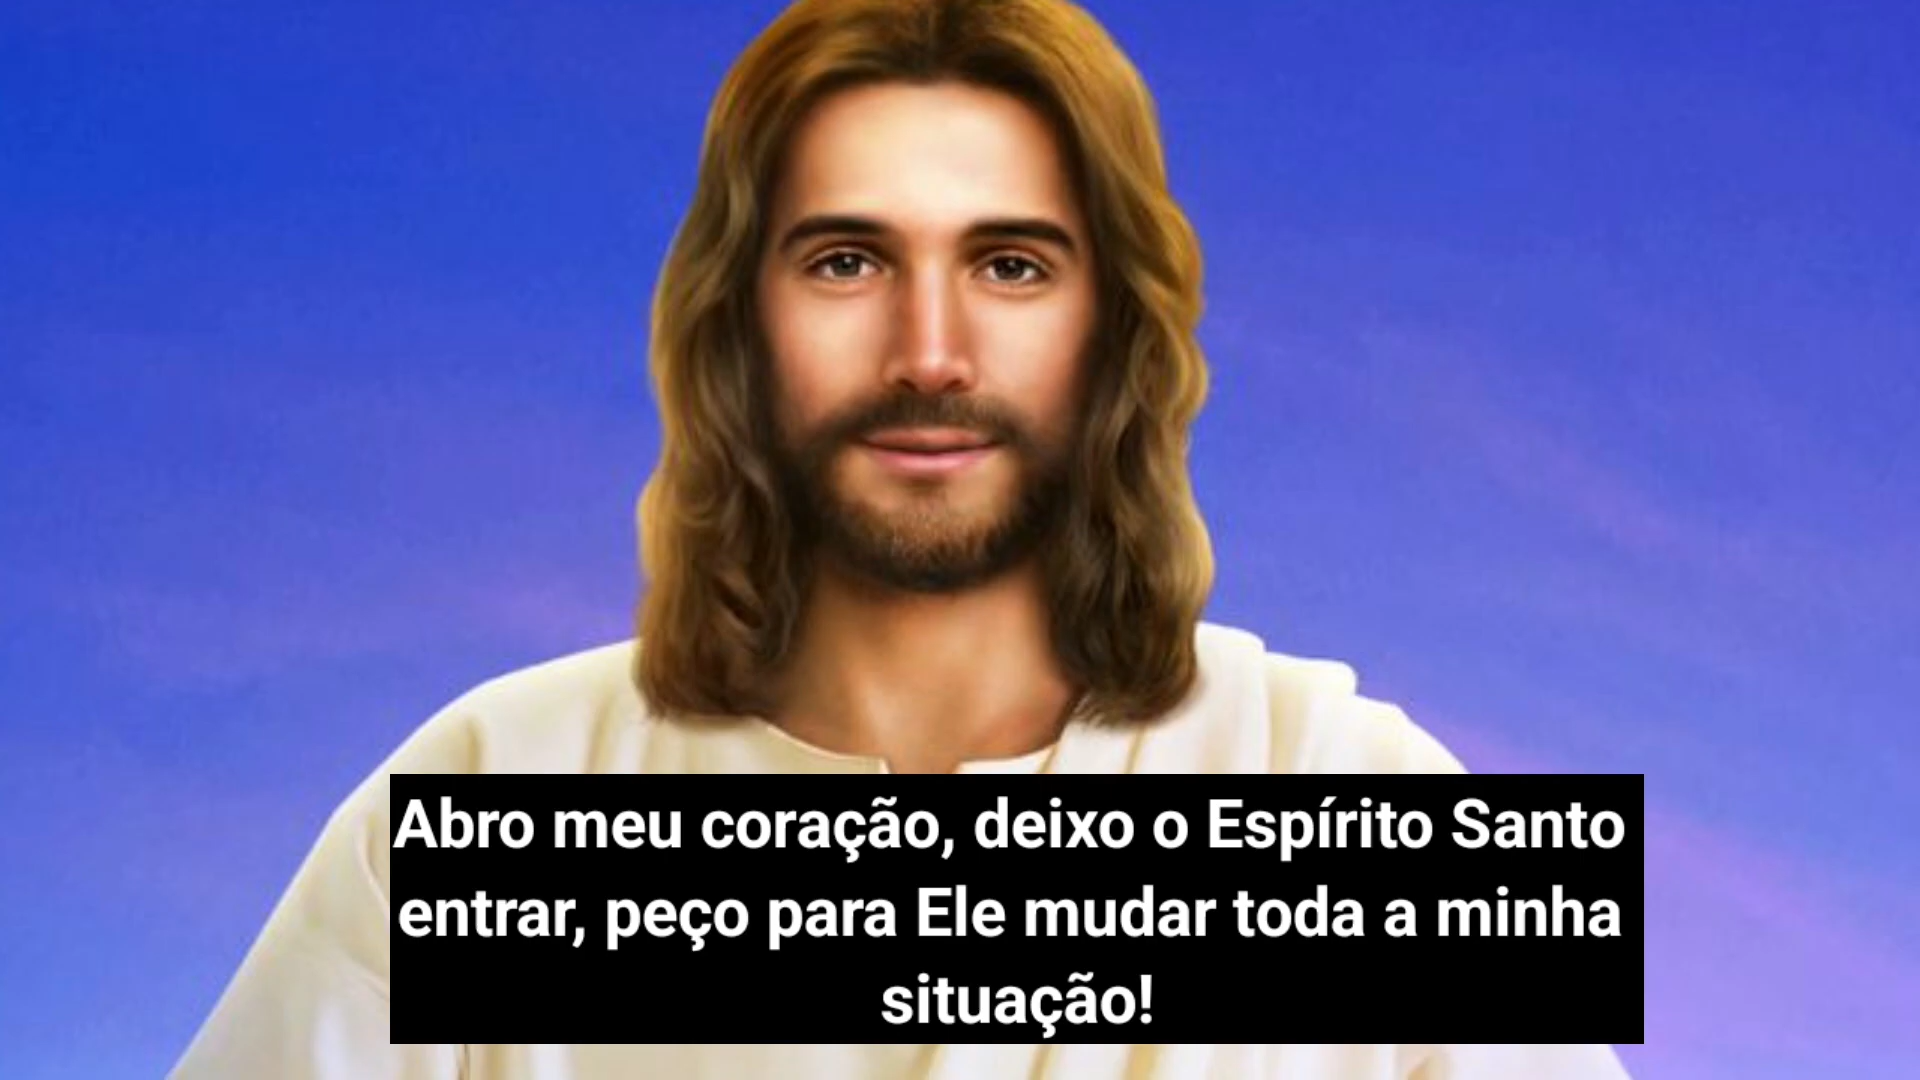 Abro meu coração, deixo o Espírito Santo
entrar, peço para Ele mudar toda a minha
situação!